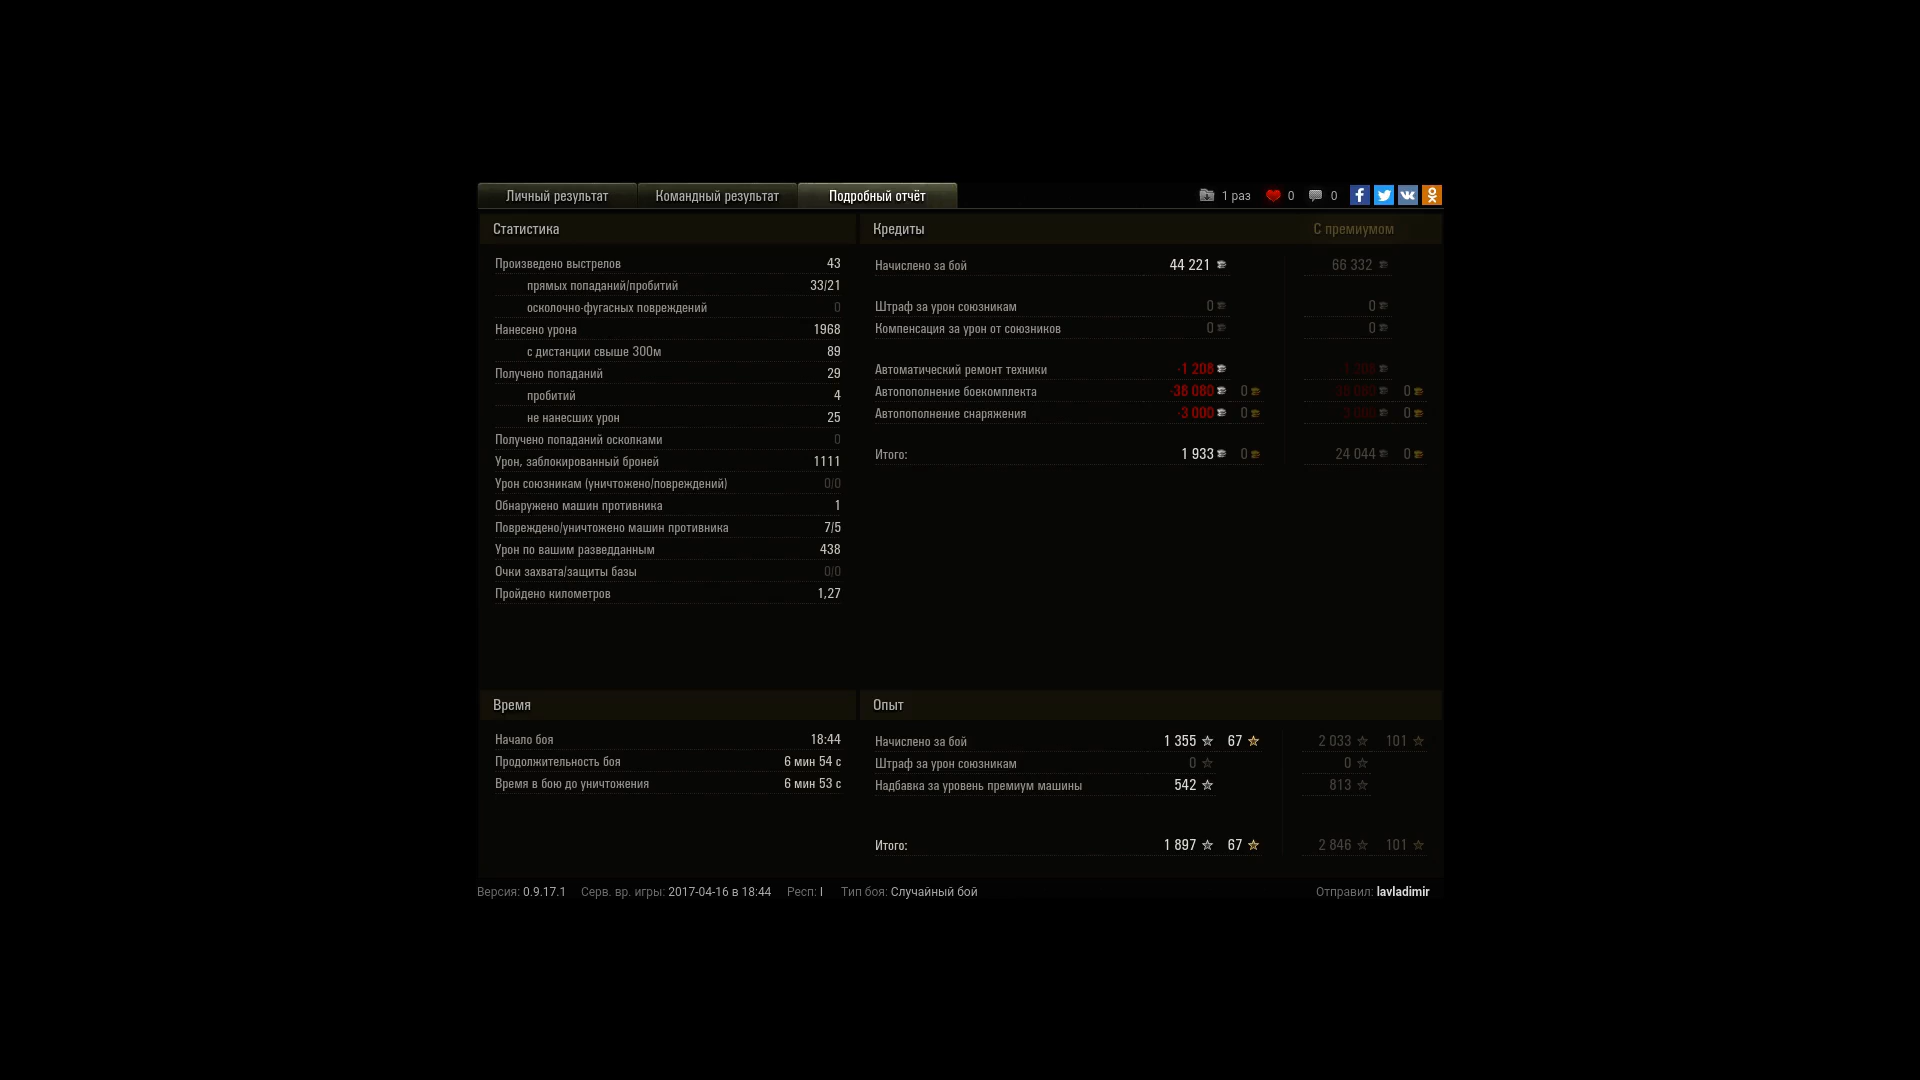 Личный результат Командный результат Подробный отчёт 1 раз 0 0
Статистика
Произведено выстрелов 43
прямых попаданий/пробитий 33/21
осколочно-фугасных повреждений 0
Нанесено урона 1968
с дистанции свыше 300м 89
Получено попаданий 29
пробитий 4
не нанесших урон 25
Получено попаданий осколками 0
Урон, заблокированный броней 1111
Урон союзникам (уничтожено/повреждений) 0/0
Обнаружено машин противника 1
Повреждено/уничтожено машин противника 7/5
Урон по вашим разведданным 438
Очки захвата/защиты базы 0/0
Пройдено километров 1,27
Кредиты С премиумом
Начислено за бой 44 221 66 332
Штраф за урон союзникам 0 0
Компенсация за урон от союзников 0 0
Автоматический ремонт техники -1 208 -1 208
Автопополнение боекомплекта -38 080 0 -38 080 0
Автопополнение снаряжения -3 000 0 -3 000 0
Итого: 1 933 0 24 044 0
Время
Начало боя 18:44
Продолжительность боя 6 мин 54 с
Время в бою до уничтожения 6 мин 53 с
Опыт
Начислено за бой 1 355 67 2 033 101
Штраф за урон союзникам 0 0
Надбавка за уровень премиум машины 542 813
Итого: 1 897 67 2 846 101
Версия: 0.9.17.1 Серв. вр. игры: 2017-04-16 в 18:44 Респ: I Тип боя: Случайный бой Отправил: lavladimir